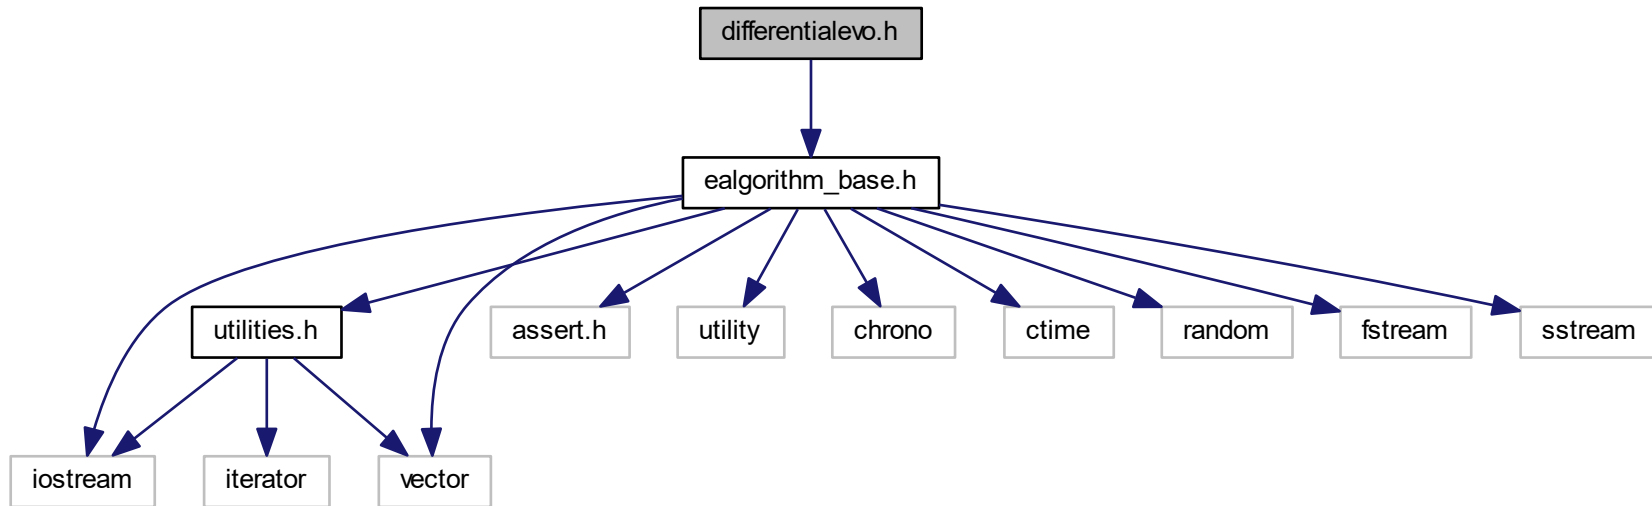 differentialevo.h
ealgorithm_base.h
utilities.h
assert.h
utility
chrono
ctime
random
fstream
sstream
iostream
iterator
vector